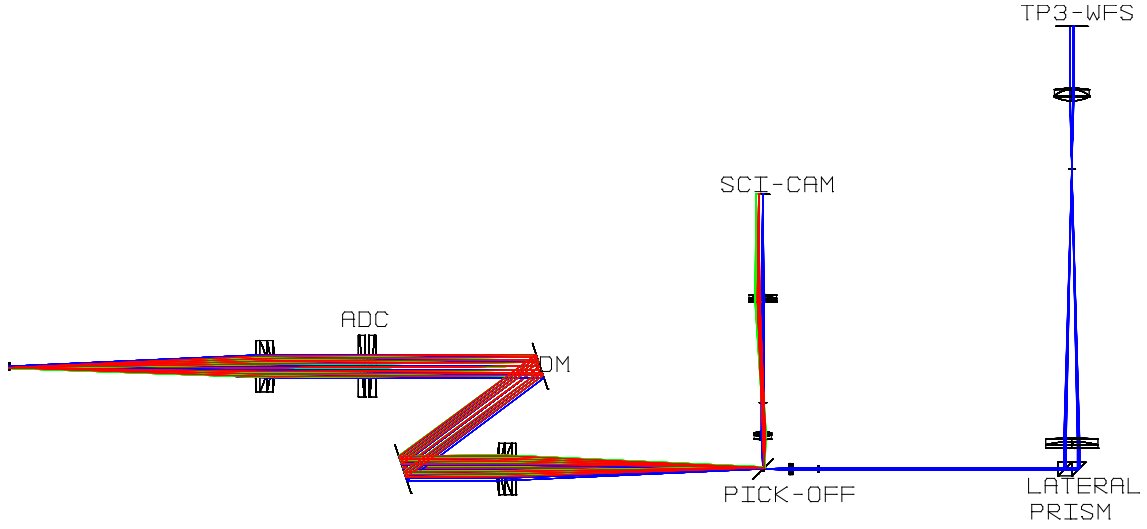 TP3-WFS
SCI-CAM
ADC
DM
PICK-OFF
LATERAL
PRISM